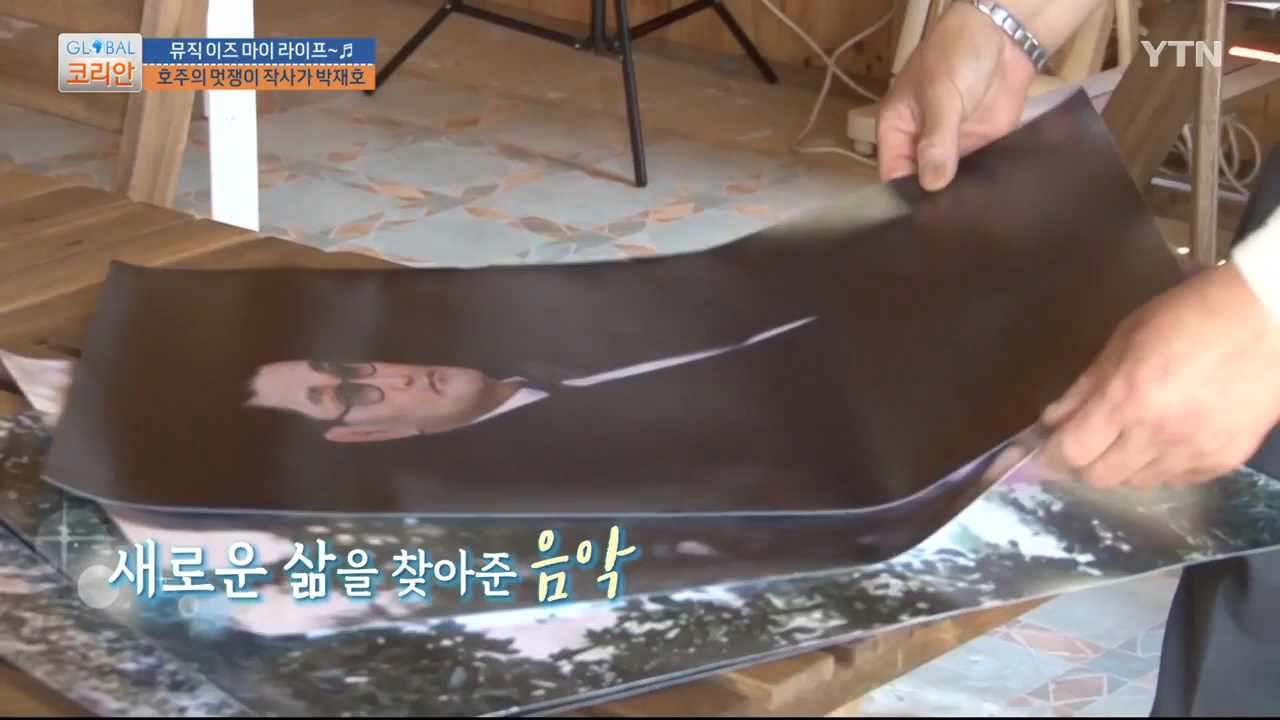 GLOBAL
코리안
뮤직 이즈 마이 라이프~♬
호주의 멋쟁이 작사가 박재호
YTN
새로운 삶을 찾아준 음악